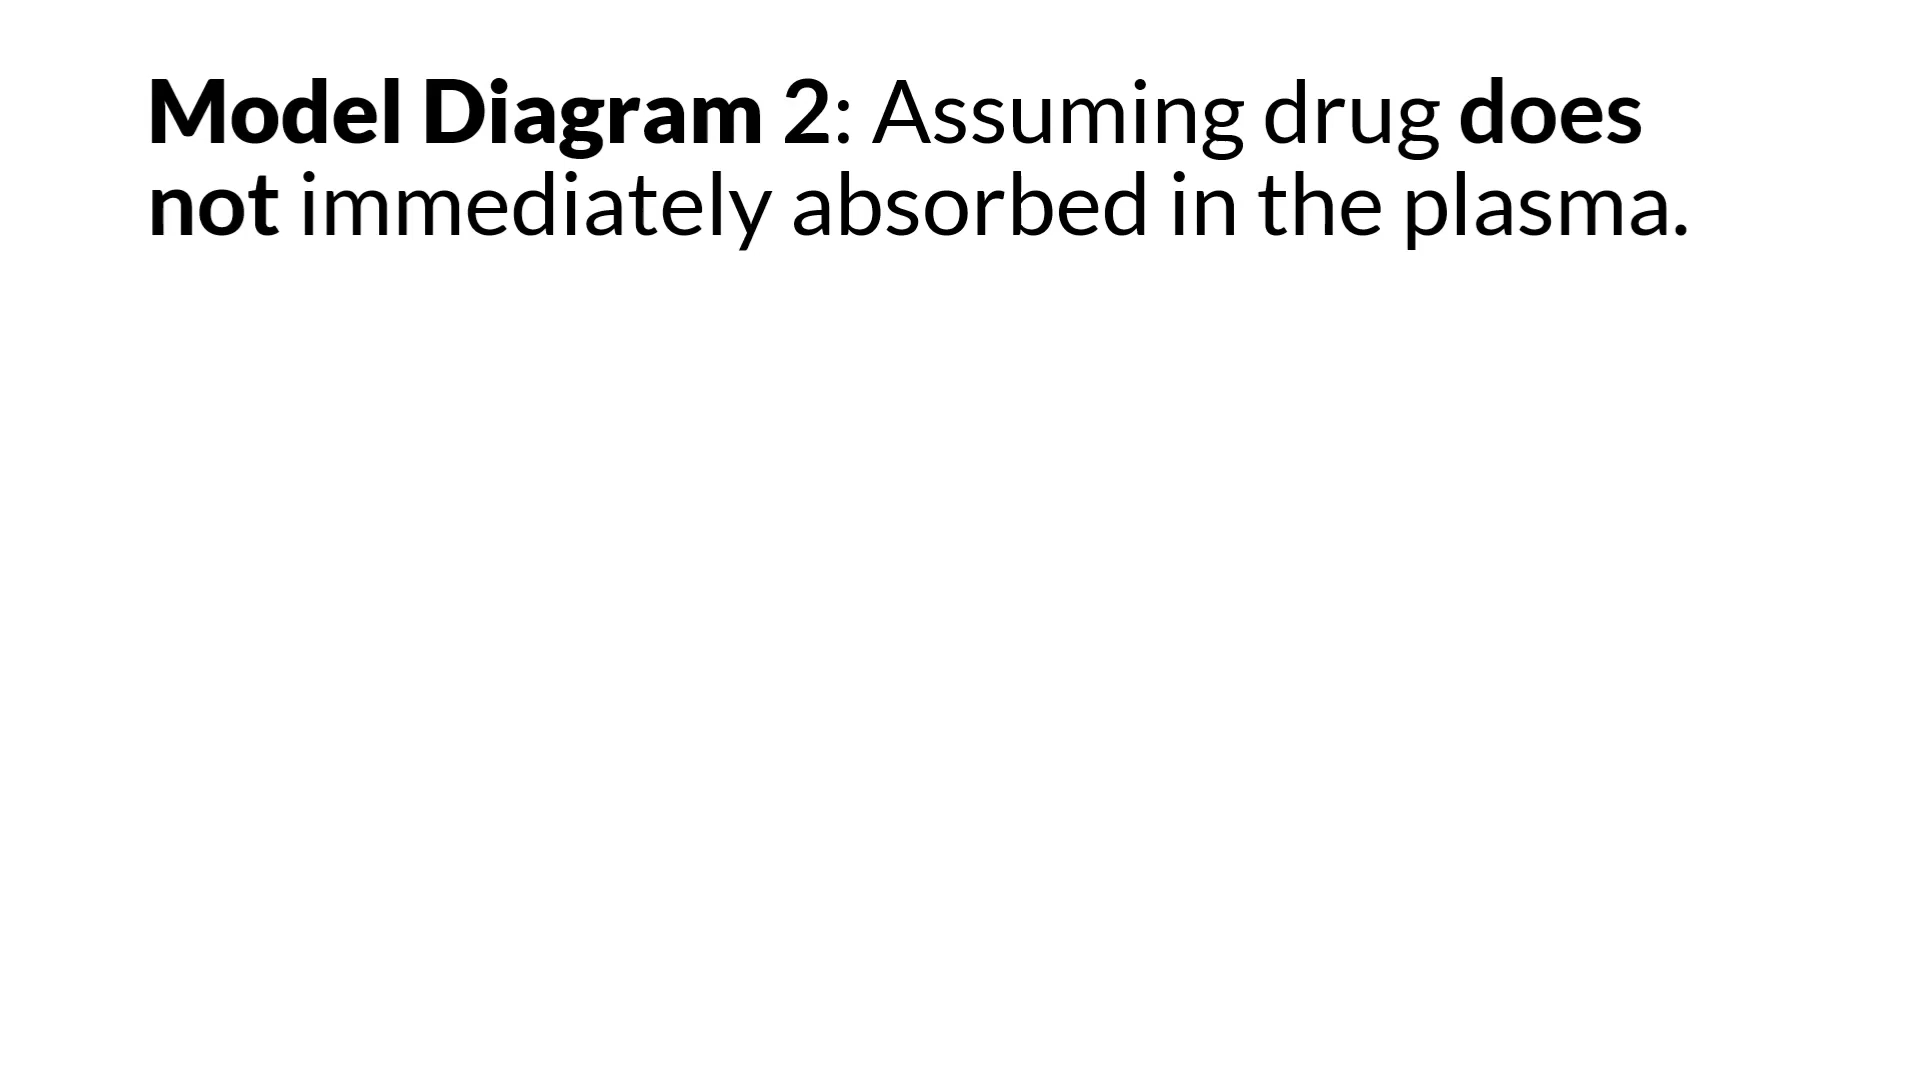 Model Diagram 2: Assuming drug does
not immediately absorbed in the plasma.